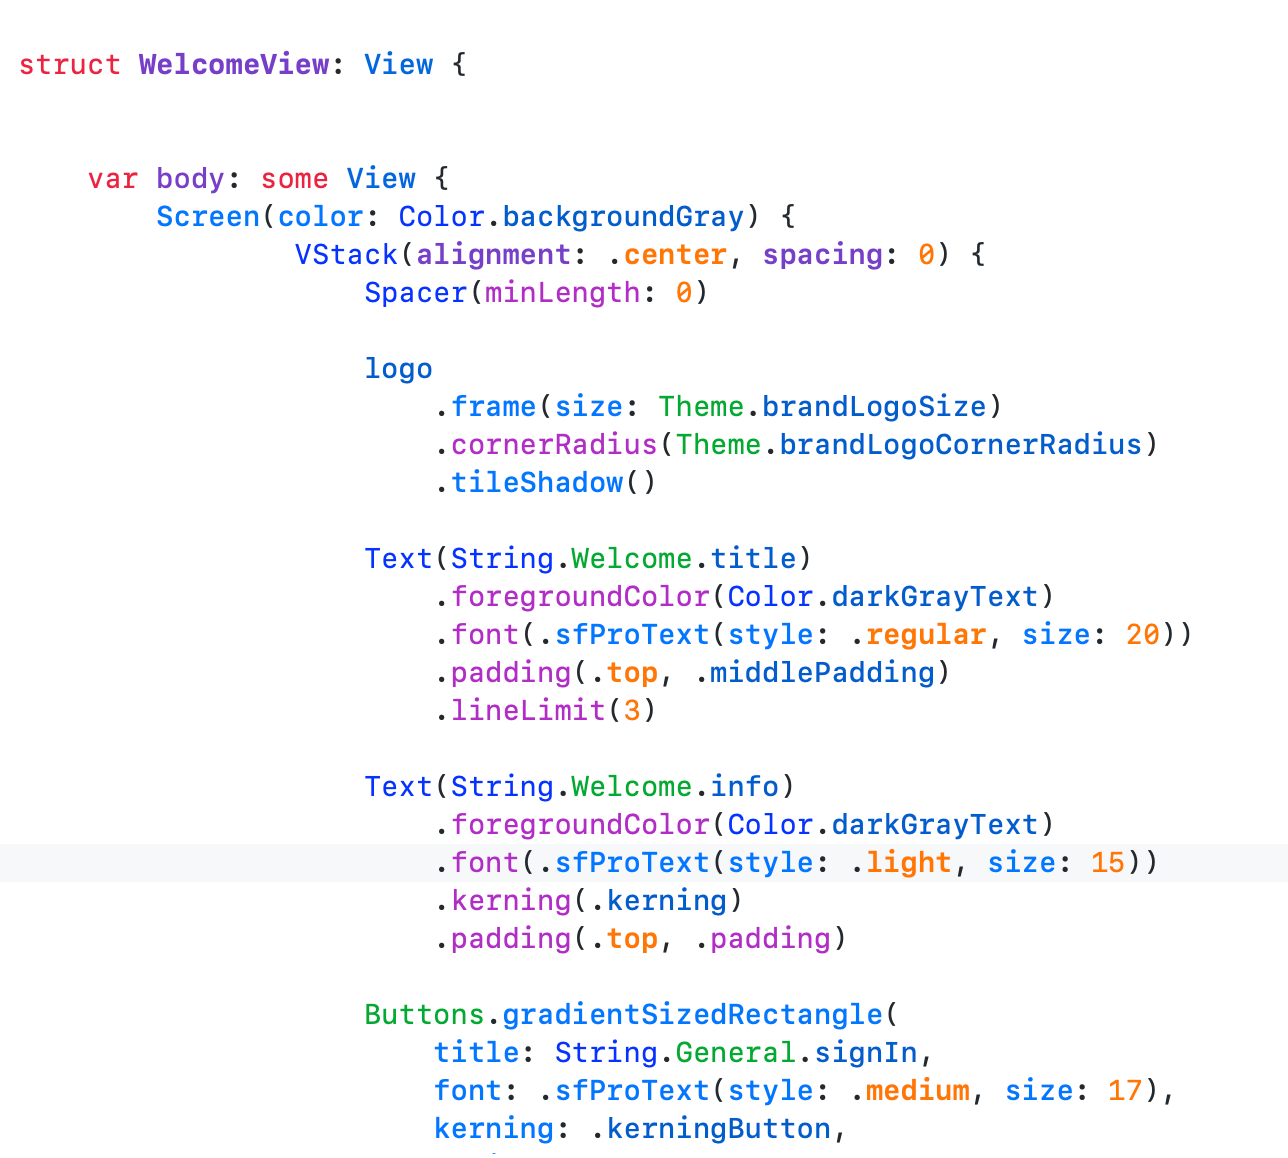 struct WelcomeView: View {
    var body: some View {
        Screen(color: Color.backgroundGray) {
                VStack(alignment: .center, spacing: 0) {
                    Spacer(minLength: 0)
                    logo
                        .frame(size: Theme.brandLogoSize)
                        .cornerRadius(Theme.brandLogoCornerRadius)
                        .tileShadow()
                    Text(String.Welcome.title)
                        .foregroundColor(Color.darkGrayText)
                        .font(.sfProText(style: .regular, size: 20))
                        .padding(.top, .middlePadding)
                        .lineLimit(3)
                    Text(String.Welcome.info)
                        .foregroundColor(Color.darkGrayText)
                        .font(.sfProText(style: .light, size: 15))
                        .kerning(.kerning)
                        .padding(.top, .padding)
                    Buttons.gradientSizedRectangle(
                        title: String.General.signIn,
                        font: .sfProText(style: .medium, size: 17),
                        kerning: .kerningButton,